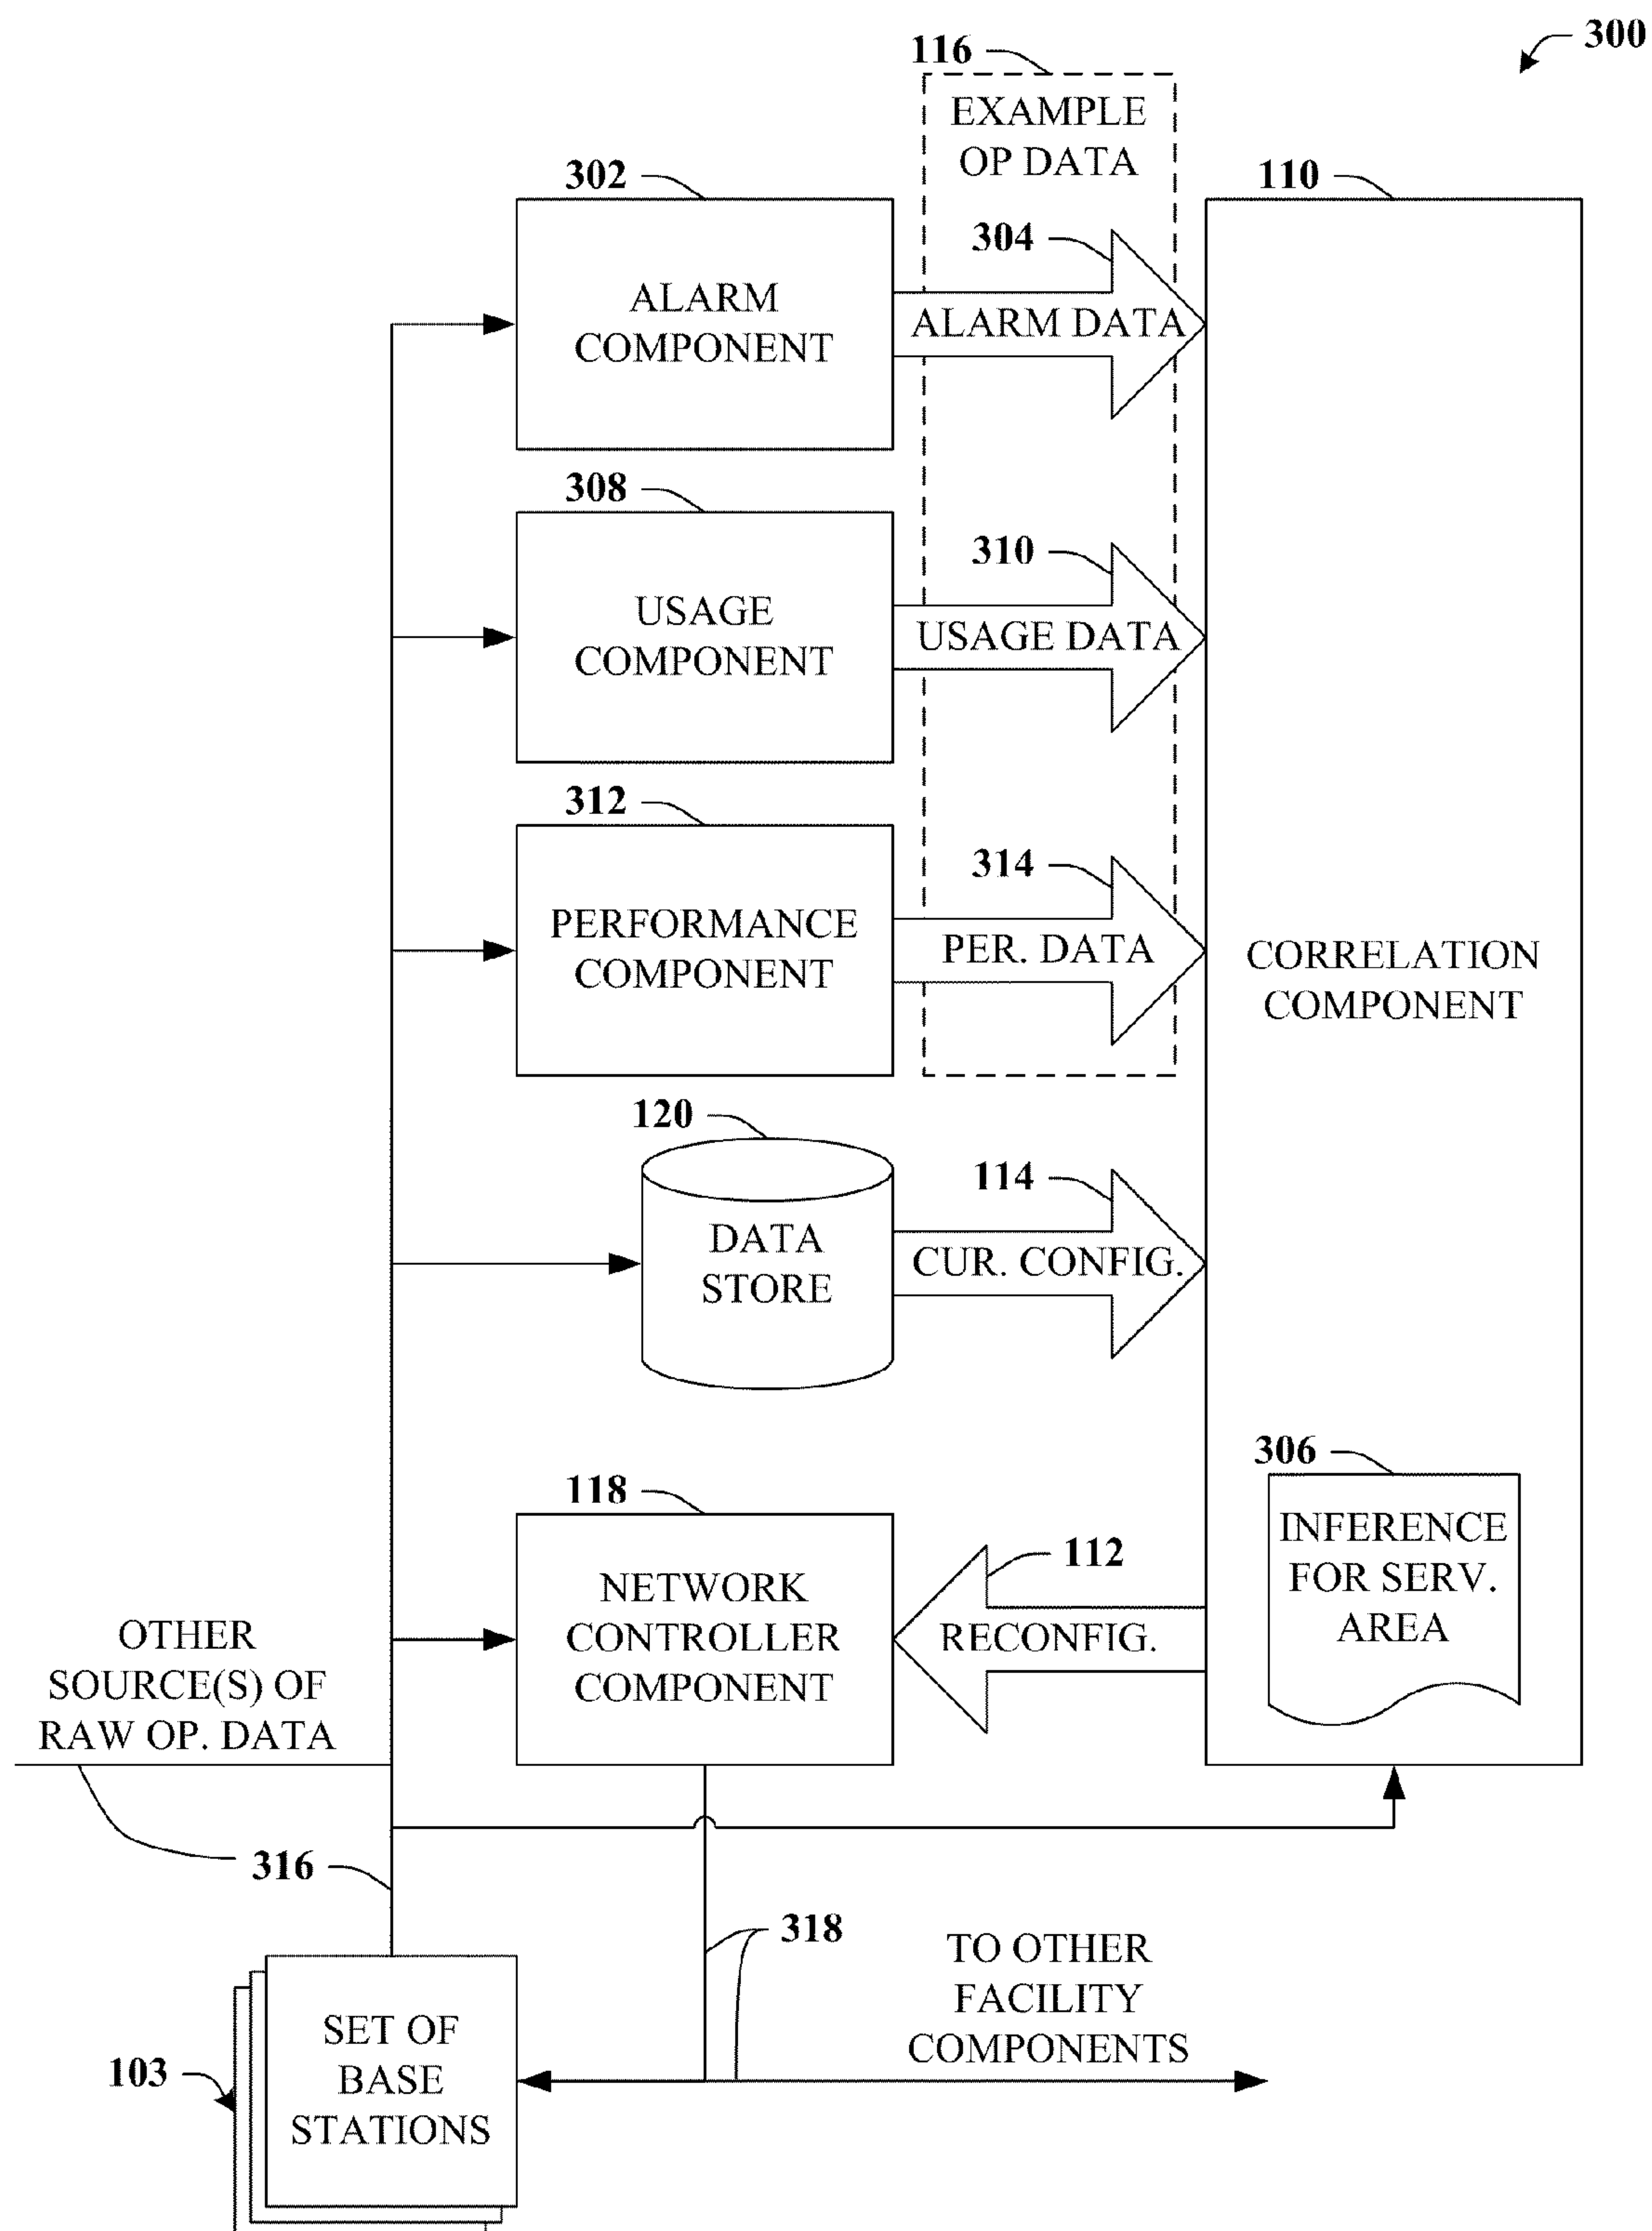 300
116
EXAMPLE
OP DATA
302
110
304
ALARM
COMPONENT
ALARM DATA
308
310
USAGE
COMPONENT
USAGE DATA
312
314
PERFORMANCE
COMPONENT
PER. DATA
CORRELATION
COMPONENT
120
114
DATA
STORE
CUR. CONFIG.
306
118
INFERENCE
FOR SERV.
AREA
112
NETWORK
CONTROLLER
COMPONENT
RECONFIG.
OTHER
SOURCE(S) OF
RAW OP. DATA
316
318
TO OTHER
FACILITY
COMPONENTS
SET OF
BASE
STATIONS
103